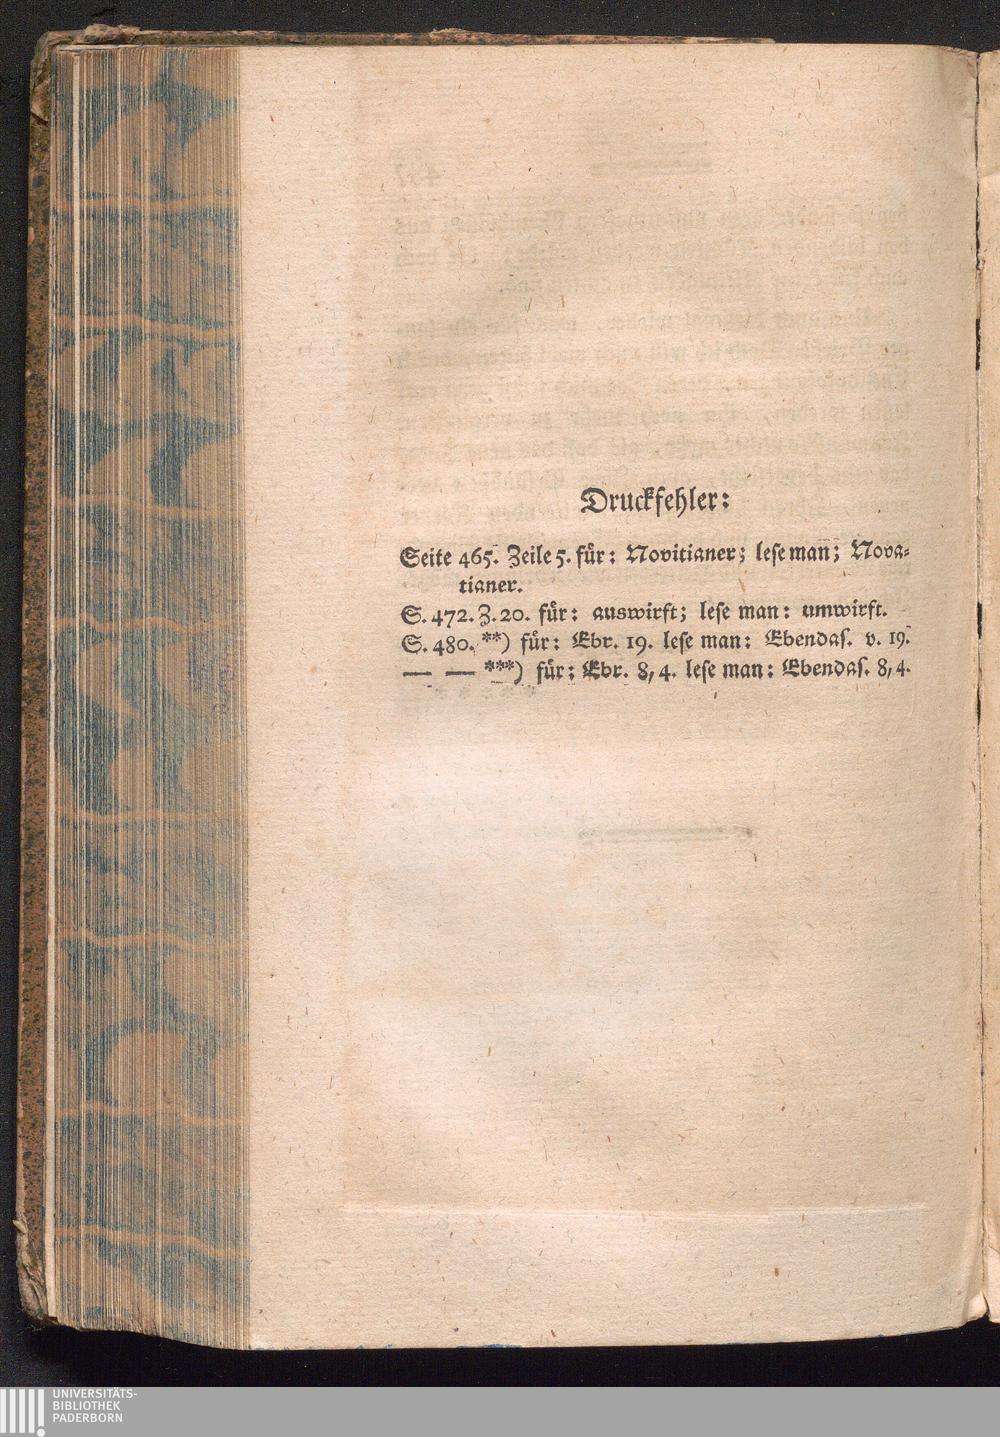 Druckfehler:
Seite 465. Zeile 5. für: Novitianer; lese man̄; Nova⸗
tianer.
S. 472. Z. 20. für: auswirft; lese man: umwirft.
S. 480. **) für: Ebr. 19. lese man: Ebendas. v. 19.
— — ***) für: Ebr. 8, 4. lese man: Ebendas. 8, 4.
UNIVERSITÄTS-
BIBLIOTHEK
PADERBORN